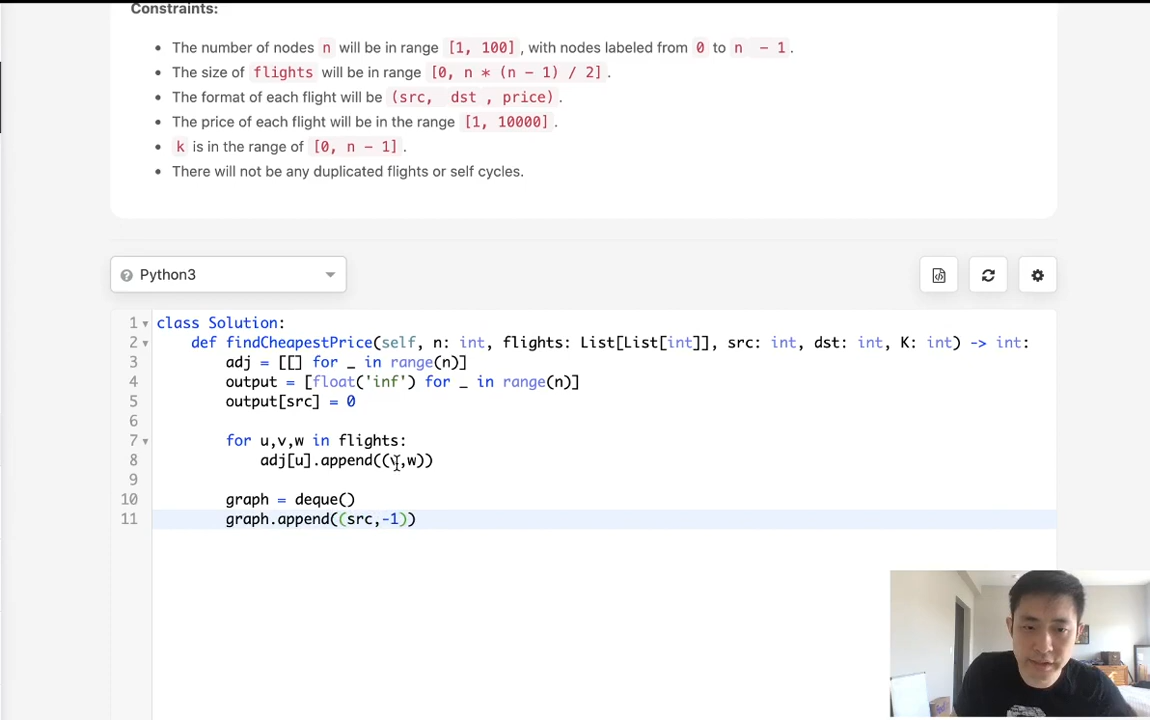 Constraints:
• The number of nodes n will be in range [1, 100] , with nodes labeled from 0 to n - 1 .
• The size of flights will be in range [0, n * (n - 1) / 2] .
• The format of each flight will be (src, dst , price) .
• The price of each flight will be in the range [1, 10000] .
• k is in the range of [0, n - 1] .
• There will not be any duplicated flights or self cycles.
Python3
1 class Solution:
2 def findCheapestPrice(self, n: int, flights: List[List[int]], src: int, dst: int, K: int) -> int:
3 adj = [[] for _ in range(n)]
4 output = [float('inf') for _ in range(n)]
5 output[src] = 0
6
7 for u,v,w in flights:
8 adj[u].append((v,w))
9
10 graph = deque()
11 graph.append((src,-1))